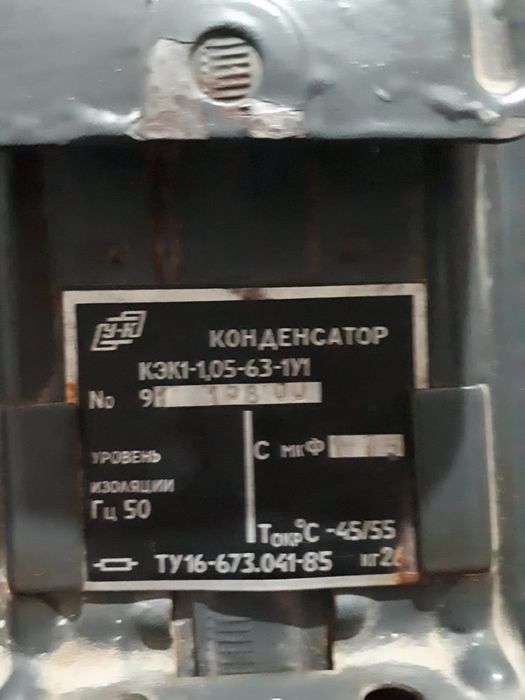 У-К
КОНДЕНСАТОР
КЭК1-1,05-63-1У1
No 9
УРОВЕНЬ
ИЗОЛЯЦИИ
Гц 50
С мкФ
Токр°С -45/55
ТУ16-673.041-85 кг